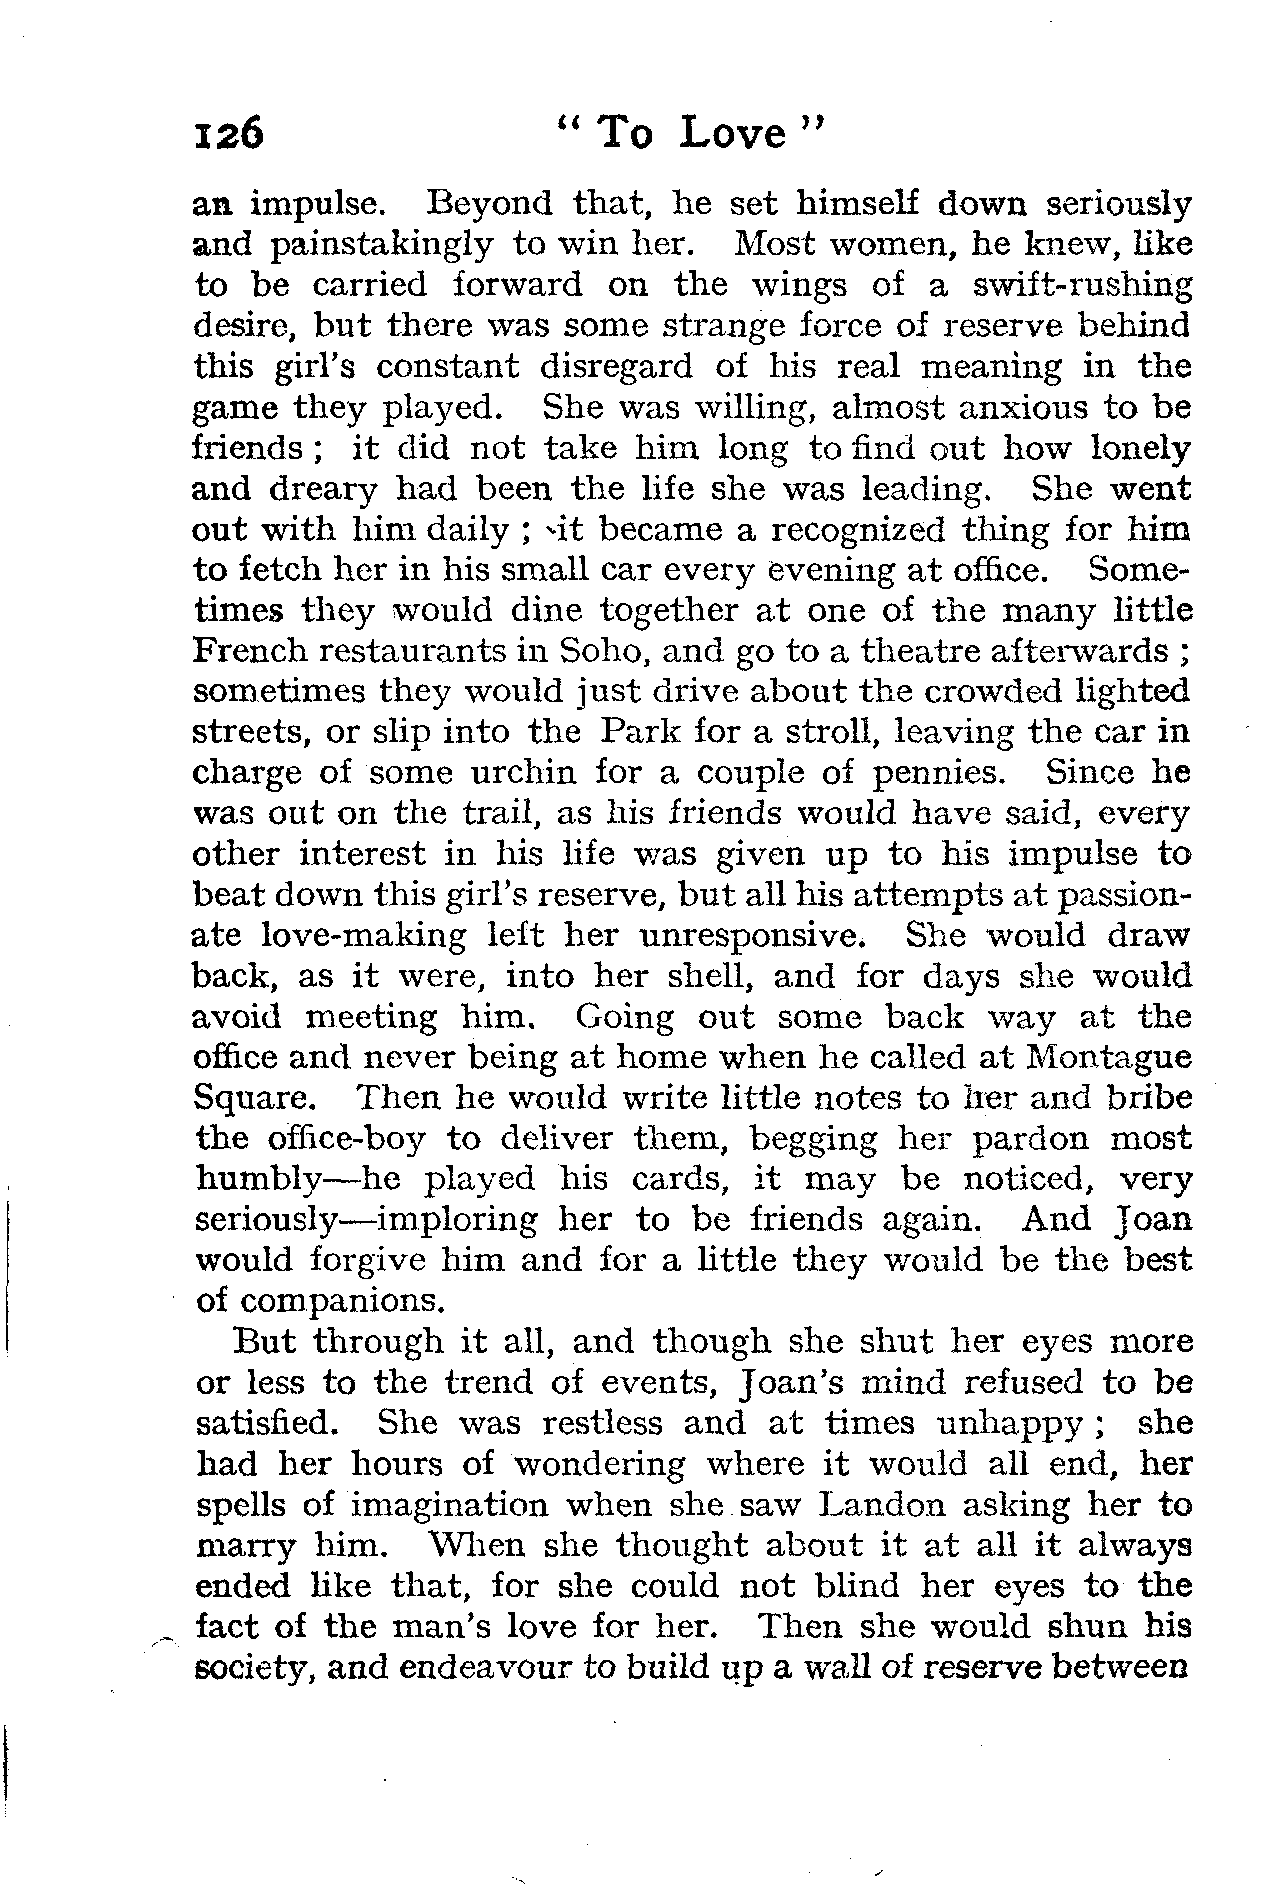 126 “ To Love ”
an impulse. Beyond that, he set himself down seriously
and painstakingly to win her. Most women, he knew, like
to be carried forward on the wings of a swift-rushing
desire, but there was some strange force of reserve behind
this girl's constant disregard of his real meaning in the
game they played. She was willing, almost anxious to be
friends ; it did not take him long to find out how lonely
and dreary had been the life she was leading. She went
out with him daily ; it became a recognized thing for him
to fetch her in his small car every evening at office. Some-
times they would dine together at one of the many little
French restaurants in Soho, and go to a theatre afterwards ;
sometimes they would just drive about the crowded lighted
streets, or slip into the Park for a stroll, leaving the car in
charge of some urchin for a couple of pennies. Since he
was out on the trail, as his friends would have said, every
other interest in his life was given up to his impulse to
beat down this girl's reserve, but all his attempts at passion-
ate love-making left her unresponsive. She would draw
back, as it were, into her shell, and for days she would
avoid meeting him. Going out some back way at the
office and never being at home when he called at Montague
Square. Then he would write little notes to her and bribe
the office-boy to deliver them, begging her pardon most
humbly—he played his cards, it may be noticed, very
seriously—imploring her to be friends again. And Joan
would forgive him and for a little they would be the best
of companions.
But through it all, and though she shut her eyes more
or less to the trend of events, Joan's mind refused to be
satisfied. She was restless and at times unhappy ; she
had her hours of wondering where it would all end, her
spells of imagination when she saw Landon asking her to
marry him. When she thought about it at all it always
ended like that, for she could not blind her eyes to the
fact of the man's love for her. Then she would shun his
society, and endeavour to build up a wall of reserve between